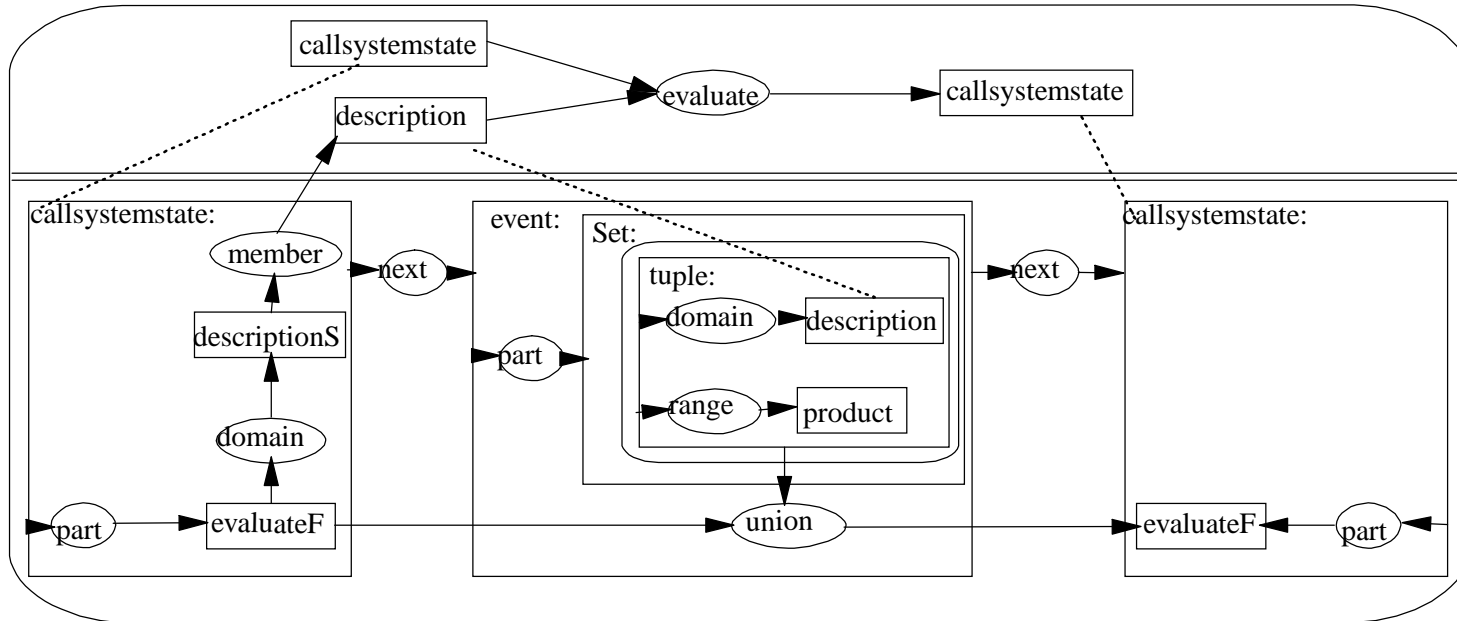 callsystemstate
evaluate
callsystemstate
description
callsystemstate:
member
descriptionS
domain
part
evaluateF
next
event:
Set:
tuple:
domain
description
part
range
product
union
next
callsystemstate:
evaluateF
part